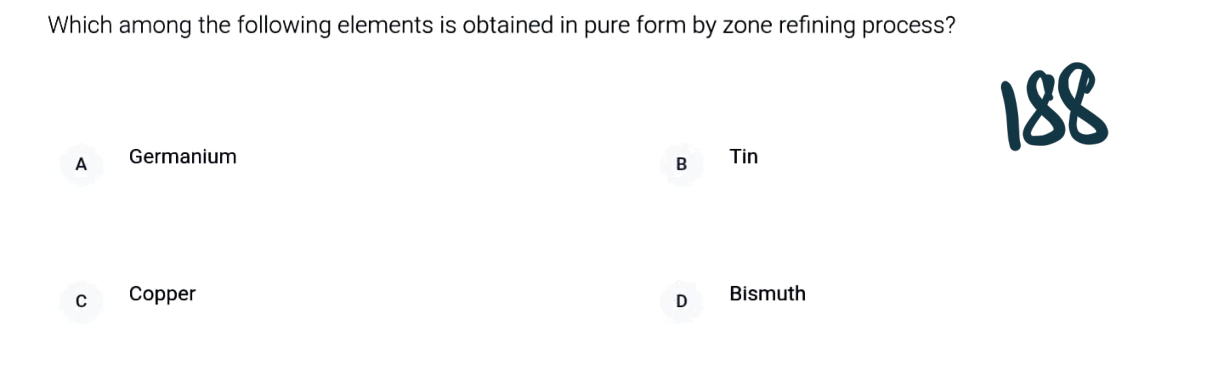 Which among the following elements is obtained in pure form by zone refining process?
188
A Germanium
B Tin
C Copper
D Bismuth